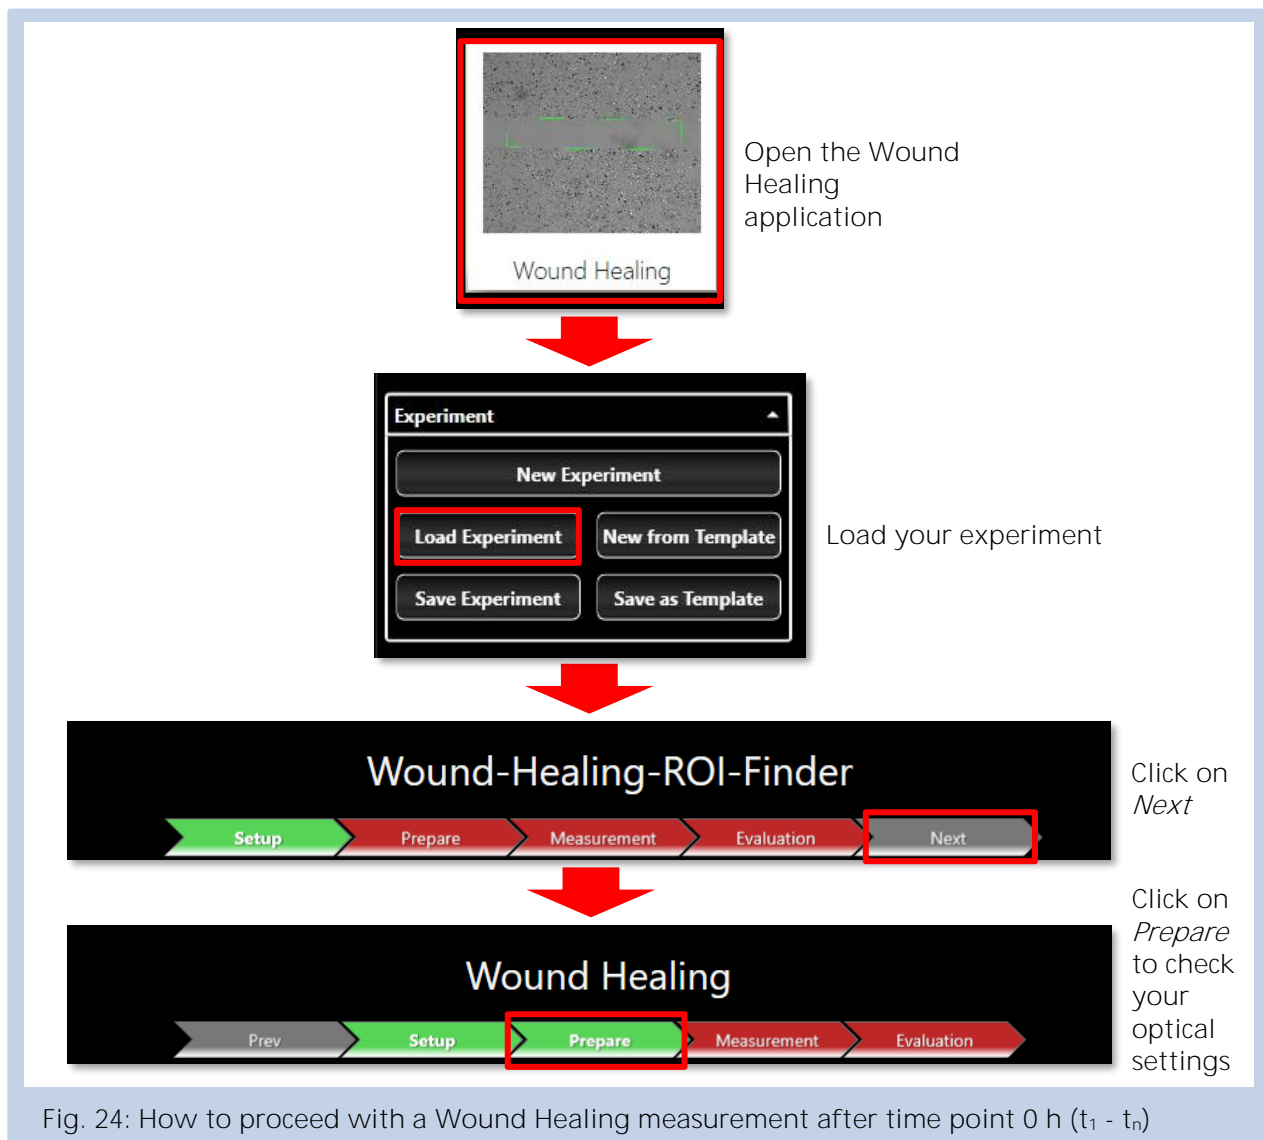 Open the Wound
Healing
application
Wound Healing
Experiment
New Experiment
Load Experiment
New from Template
Load your experiment
Save Experiment
Save as Template
Wound-Healing-ROI-Finder
Click on
Next
Setup
Prepare
Measurement
Evaluation
Next
Click on
Prepare
to check
your
optical
settings
Wound Healing
Prev
Setup
Prepare
Measurement
Evaluation
Fig. 24: How to proceed with a Wound Healing measurement after time point 0 h (t₁ - tₙ)